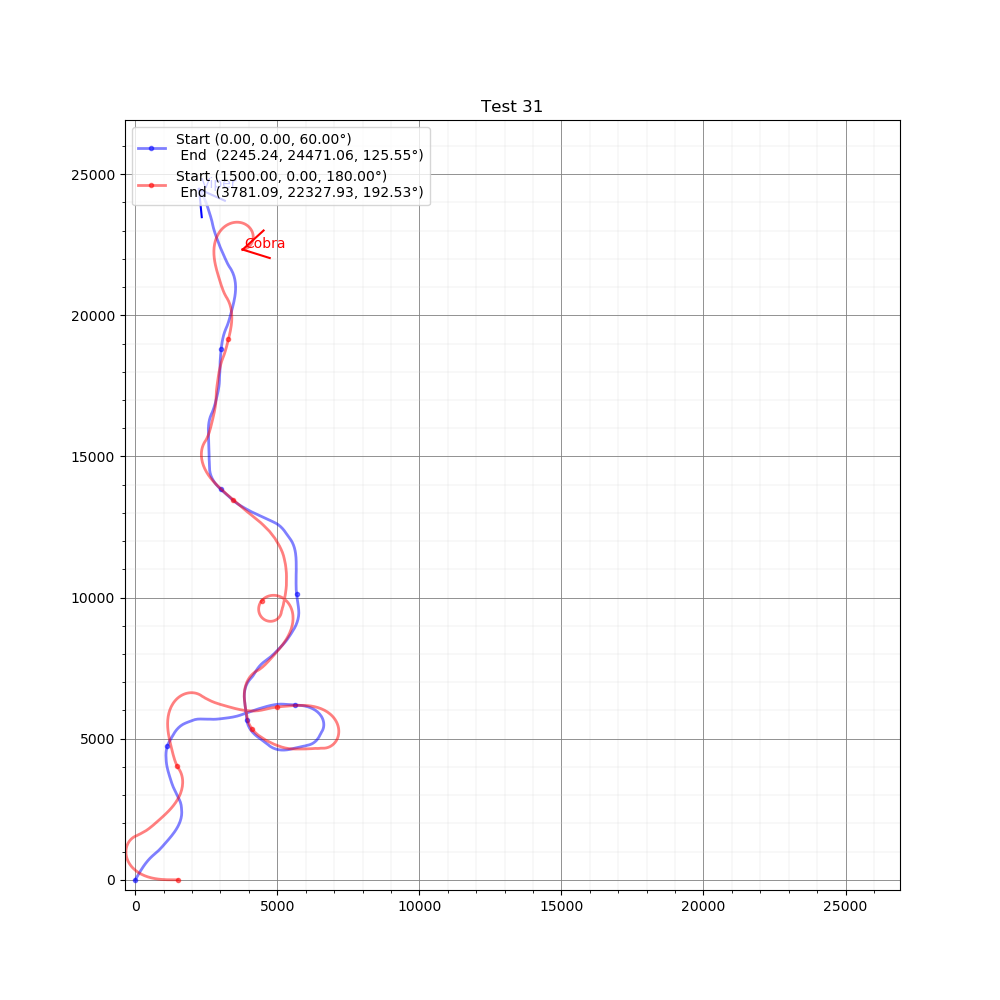 Test 31
Start (0.00, 0.00, 60.00°)
End (2245.24, 24471.06, 125.55°)
Start (1500.00, 0.00, 180.00°)
End (3781.09, 22327.93, 192.53°)
Cobra
25000
20000
15000
10000
5000
0
0 5000 10000 15000 20000 25000